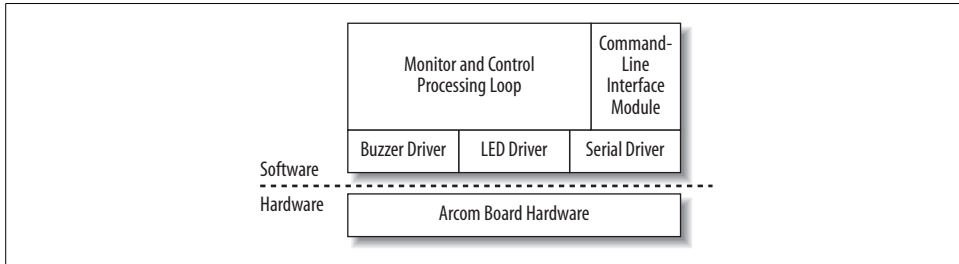 Monitor and Control
Processing Loop
Command-
Line
Interface
Module
Buzzer Driver
LED Driver
Serial Driver
Software
Hardware
Arcom Board Hardware